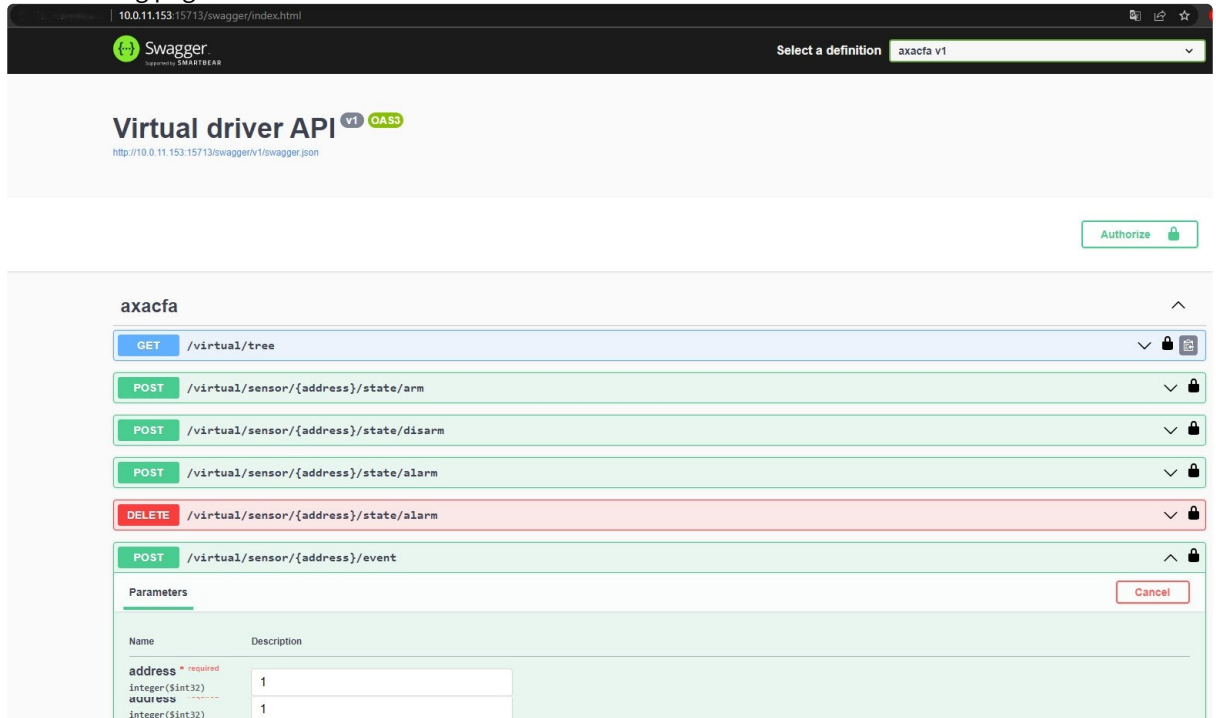 10.0.11.153:15713/swagger/index.html
Swagger.
Supported by SMARTBEAR
Select a definition
axacfa v1
Virtual driver API v1 OAS3
http://10.0.11.153:15713/swagger/v1/swagger.json
Authorize
axacfa
GET /virtual/tree
POST /virtual/sensor/{address}/state/arm
POST /virtual/sensor/{address}/state/disarm
POST /virtual/sensor/{address}/state/alarm
DELETE /virtual/sensor/{address}/state/alarm
POST /virtual/sensor/{address}/event
Parameters
Cancel
Name Description
address * required
integer($int32)
1
address
integer($int32)
1